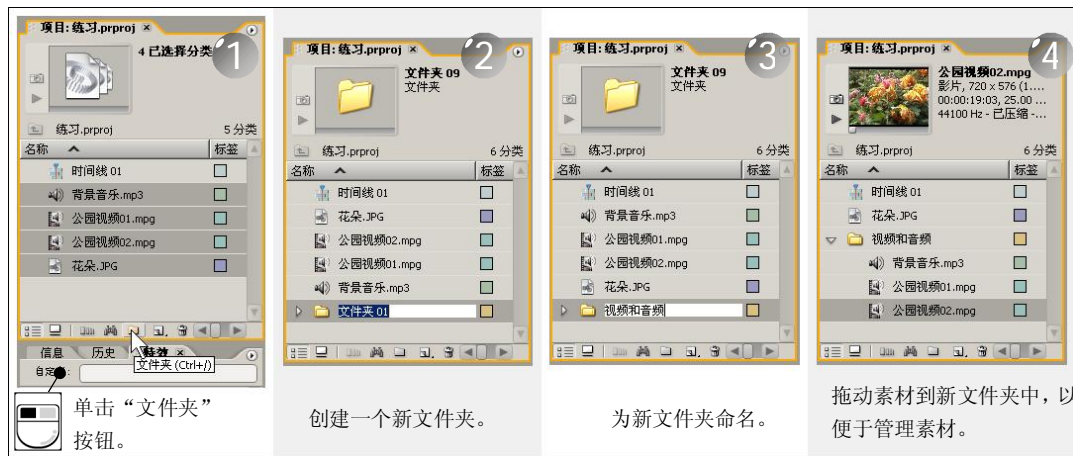 项目: 练习.prproj ×
1
4 已选择分类
练习.prproj 5 分类
名称 标签
时间线 01
背景音乐.mp3
公园视频01.mpg
公园视频02.mpg
花朵.JPG
信息 历史 特效 ×
文件夹 (Ctrl+/)
单击“文件夹”
按钮。
项目: 练习.prproj ×
2
文件夹 09
文件夹
练习.prproj 6 分类
名称 标签
时间线 01
花朵.JPG
公园视频02.mpg
公园视频01.mpg
背景音乐.mp3
文件夹 01
创建一个新文件夹。
项目: 练习.prproj ×
3
文件夹 09
文件夹
练习.prproj 6 分类
名称 标签
时间线 01
背景音乐.mp3
公园视频01.mpg
公园视频02.mpg
花朵.JPG
视频和音频
为新文件夹命名。
项目: 练习.prproj ×
4
公园视频02.mpg
影片, 720 x 576 (1....
00:00:19:03, 25.00 ...
44100 Hz - 已压缩 -...
练习.prproj 6 分类
名称 标签
时间线 01
花朵.JPG
视频和音频
背景音乐.mp3
公园视频01.mpg
公园视频02.mpg
拖动素材到新文件夹中，以
便于管理素材。